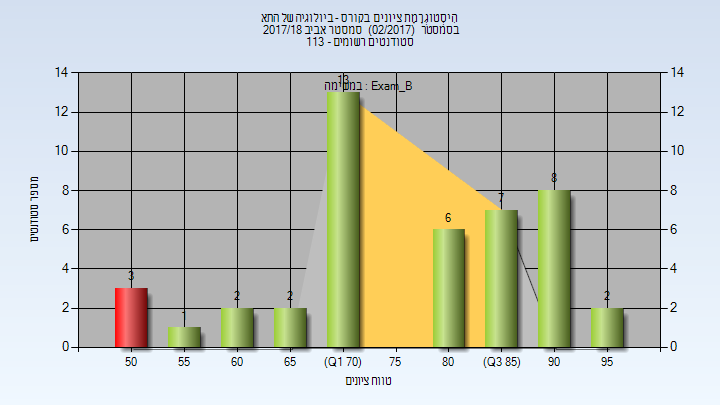 היסטוגרמת ציונים בקורס - ביולוגיה של התא
בסמסטר (02/2017) סמסטר אביב 2017/18
סטודנטים רשומים - 113
במשימה : Exam_B
מספר סטודנטים
14 14
12 12
10 10
8 8
6 6
4 4
2 2
0 0
3 1 2 2 13 6 7 8 2
50 55 60 65 (Q1 70) 75 80 (Q3 85) 90 95
טווח ציונים